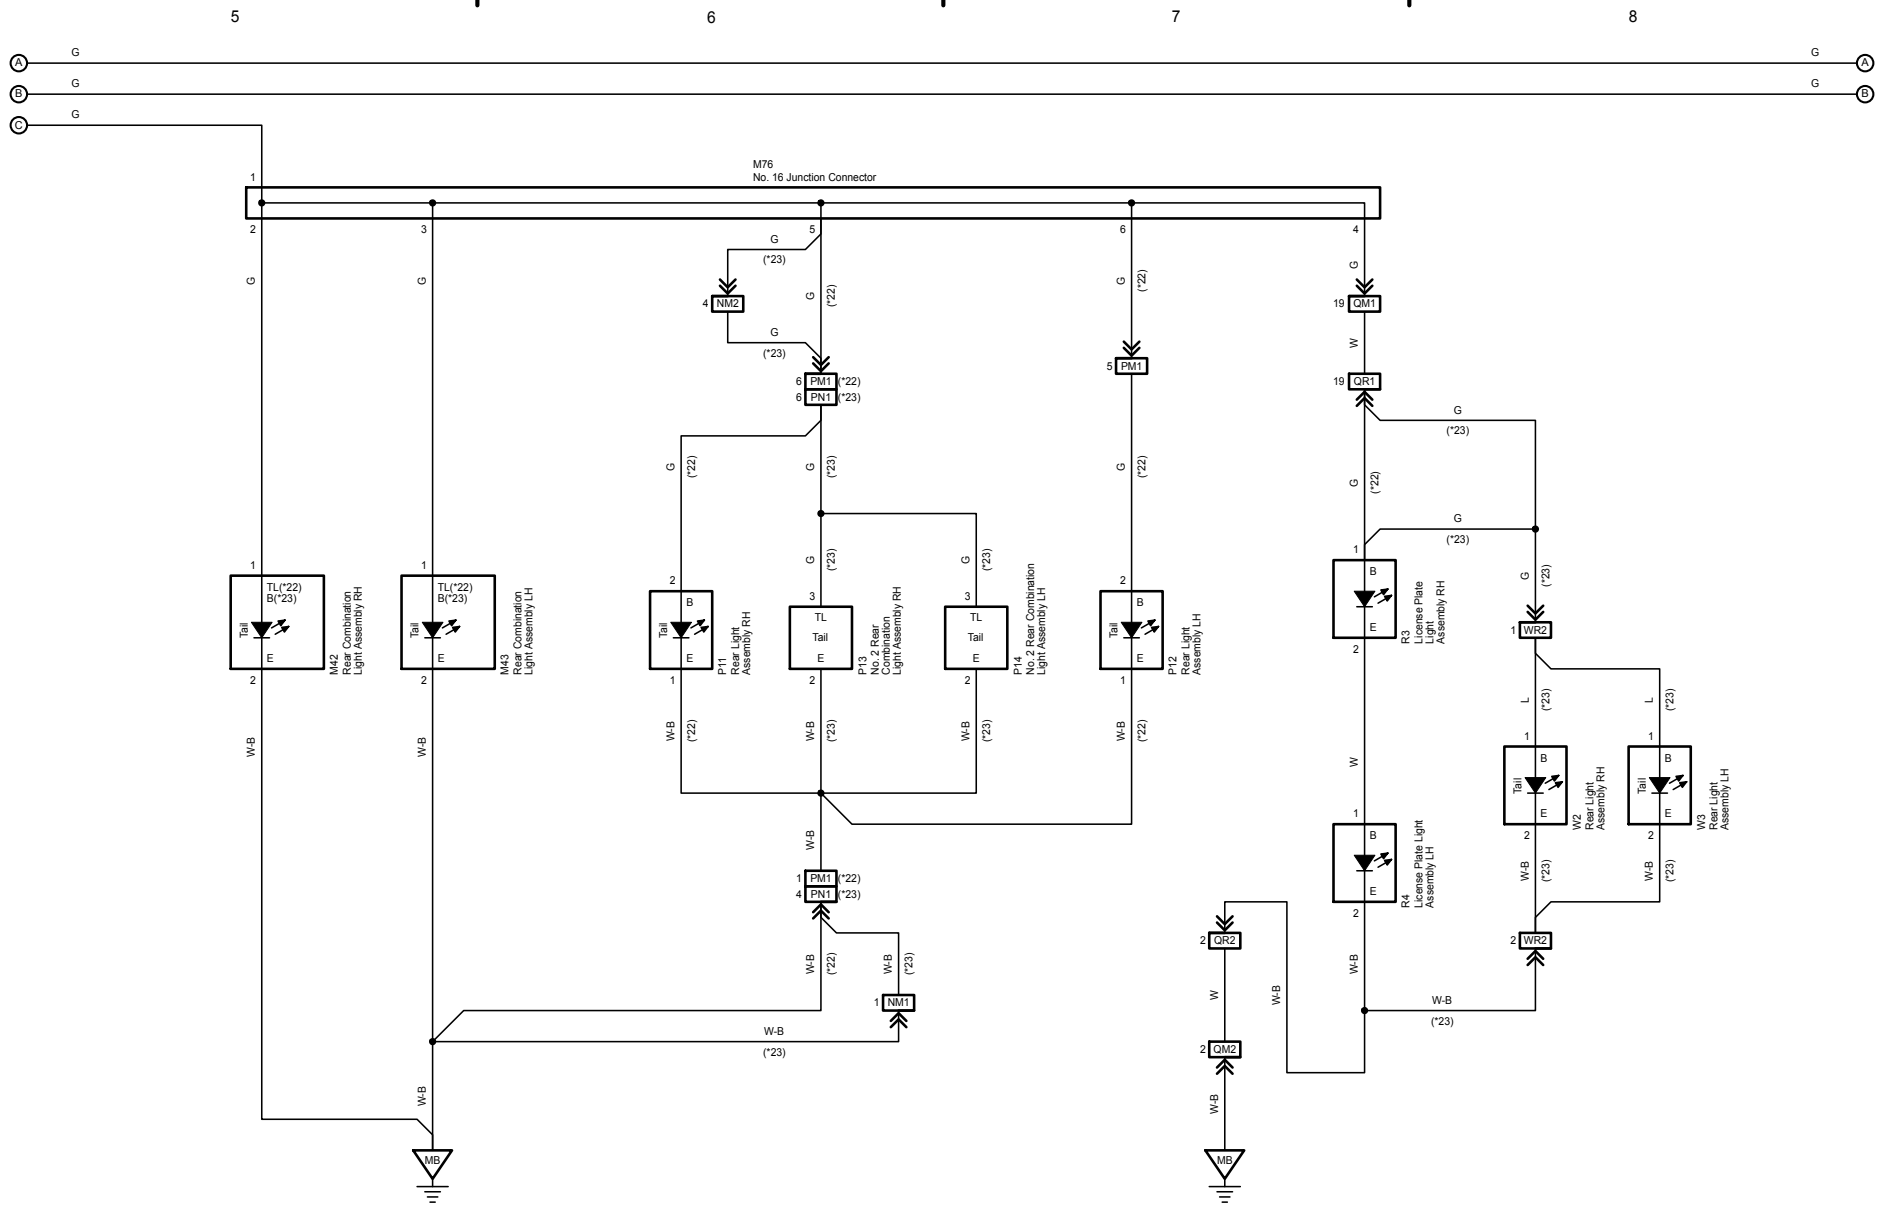 5 6 7 8
A G G A
B G G B
C G
M76
No. 16 Junction Connector
1
2 3 5 6 4
G
(*23)
G
G
G
(*22)
G
(*22)
G
4 NM2
19 QM1
G
(*23)
W
5 PM1
6 PM1 (*22)
6 PN1 (*23)
19 QR1
G
(*23)
G
(*22)
G
(*23)
G
(*22)
G
(*22)
G
(*23)
G
(*23)
G
(*23)
G
(*23)
1
TL(*22)
B(*23)
Tail
E
2
M42
Rear Combination
Light Assembly RH
1
TL(*22)
B(*23)
Tail
E
2
M43
Rear Combination
Light Assembly LH
2
B
Tail
E
1
P11
Rear Light
Assembly RH
3
TL
Tail
E
2
P13
No. 2 Rear
Combination
Light Assembly RH
3
TL
Tail
E
2
P14
No. 2 Rear Combination
Light Assembly LH
2
B
Tail
E
1
P12
Rear Light
Assembly LH
1
B
E
2
R3
License Plate
Light
Assembly RH
1 WR2
L
(*23)
L
(*23)
W-B
W-B
W-B
(*22)
W-B
(*23)
W-B
(*23)
W-B
(*22)
W
1
B
Tail
E
2
W2
Rear Light
Assembly RH
1
B
Tail
E
2
W3
Rear Light
Assembly LH
1
B
E
2
R4
License Plate Light
Assembly LH
W-B
(*23)
W-B
(*23)
W-B
1 PM1 (*22)
4 PN1 (*23)
2 QR2
2 WR2
W-B
(*22)
W-B
(*23)
W-B
1 NM1
W
W-B
W-B
(*23)
W-B
(*23)
2 QM2
W-B
W-B
MB
MB